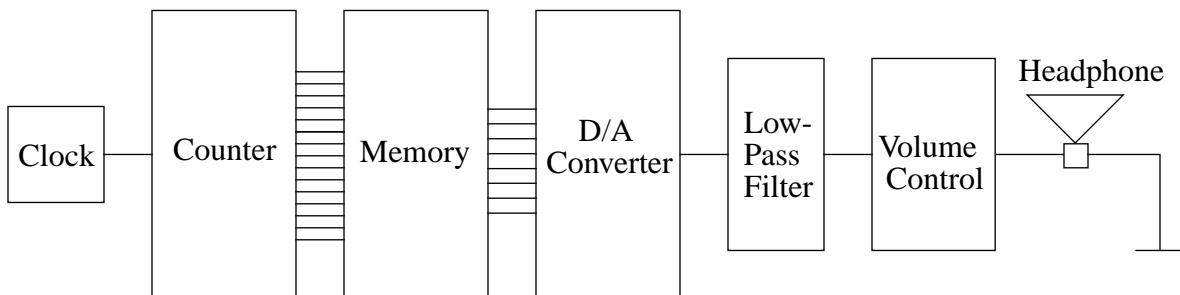 Clock
Counter
Memory
D/A
Converter
Low-
Pass
Filter
Volume
Control
Headphone